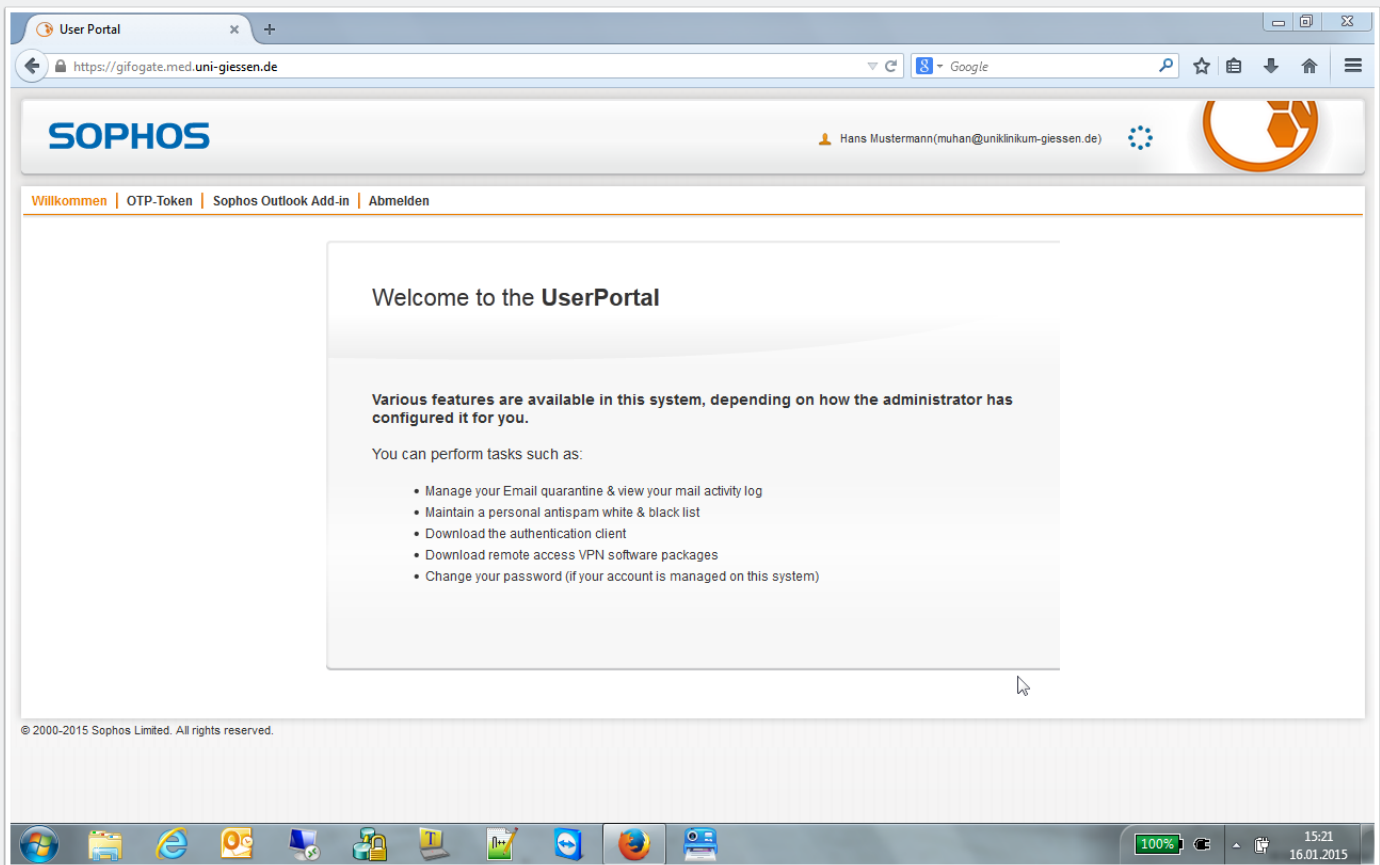 User Portal
https://gifogate.med.uni-giessen.de
Google
SOPHOS
Hans Mustermann(muhan@uniklinikum-giessen.de)
Willkommen | OTP-Token | Sophos Outlook Add-in | Abmelden
Welcome to the UserPortal
Various features are available in this system, depending on how the administrator has
configured it for you.
You can perform tasks such as:
• Manage your Email quarantine & view your mail activity log
• Maintain a personal antispam white & black list
• Download the authentication client
• Download remote access VPN software packages
• Change your password (if your account is managed on this system)
© 2000-2015 Sophos Limited. All rights reserved.
100%
15:21
16.01.2015